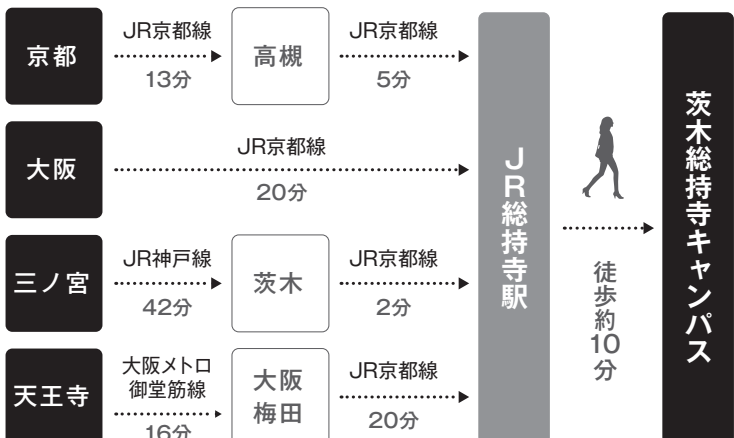 京都
JR京都線
13分
高槻
JR京都線
5分
大阪
JR京都線
20分
三ノ宮
JR神戸線
42分
茨木
JR京都線
2分
天王寺
大阪メトロ
御堂筋線
16分
大阪
梅田
JR京都線
20分
JR総持寺駅
徒歩約10分
茨木総持寺キャンパス